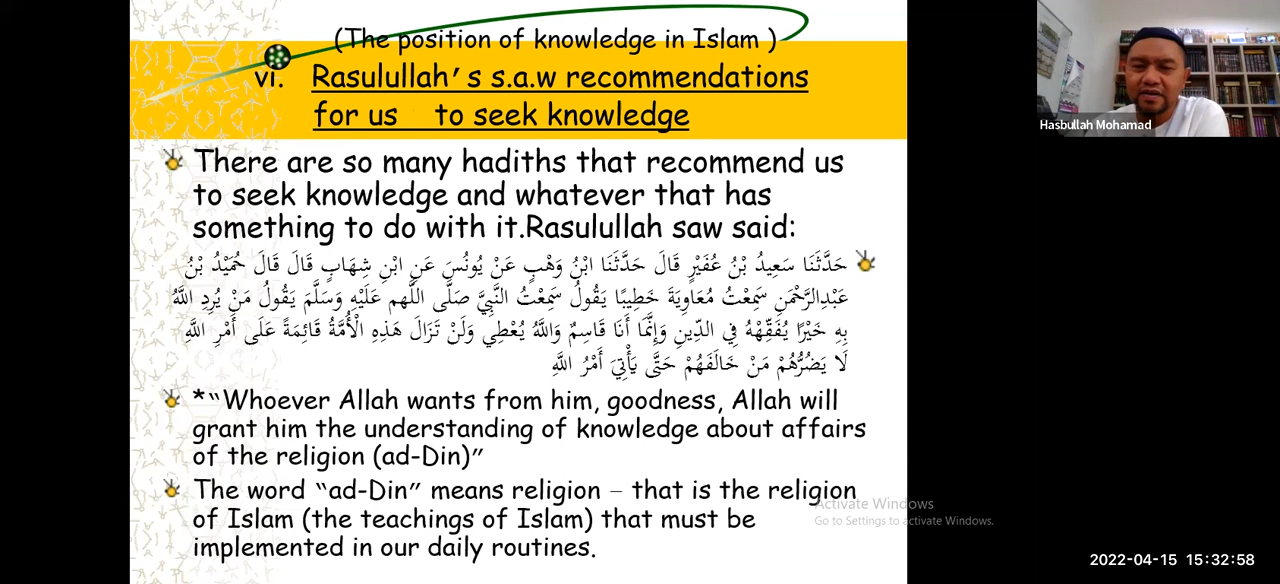 (The position of knowledge in Islam )
vi. Rasulullah's s.a.w recommendations
for us to seek knowledge
There are so many hadiths that recommend us
to seek knowledge and whatever that has
something to do with it.Rasulullah saw said:
حَدَّثَنَا سَعِيدُ بْنُ عُفَيْرٍ قَالَ حَدَّثَنَا ابْنُ وَهْبٍ عَنْ يُونُسَ عَنِ ابْنِ شِهَابٍ قَالَ قَالَ حُمَيْدُ بْنُ
عَبْدِالرَّحْمَنِ سَمِعْتُ مُعَاوِيَةَ خَطِيبًا يَقُولُ سَمِعْتُ النَّبِيَّ صَلَّى اللَّهم عَلَيْهِ وَسَلَّمَ يَقُولُ مَنْ يُرِدِ اللَّهُ
بِهِ خَيْرًا يُفَقِّهْهُ فِي الدِّينِ وَإِنَّمَا أَنَا قَاسِمٌ وَاللَّهُ يُعْطِي وَلَنْ تَزَالَ هَذِهِ الْأُمَّةُ قَائِمَةً عَلَى أَمْرِ اللَّهِ
لَا يَضُرُّهُمْ مَنْ خَالَفَهُمْ حَتَّى يَأْتِيَ أَمْرُ اللَّهِ
*“Whoever Allah wants from him, goodness, Allah will
grant him the understanding of knowledge about affairs
of the religion (ad-Din)”
The word “ad-Din” means religion – that is the religion
of Islam (the teachings of Islam) that must be
implemented in our daily routines.
Hasbullah Mohamad
Activate Windows
Go to Settings to activate Windows.
2022-04-15 15:32:58